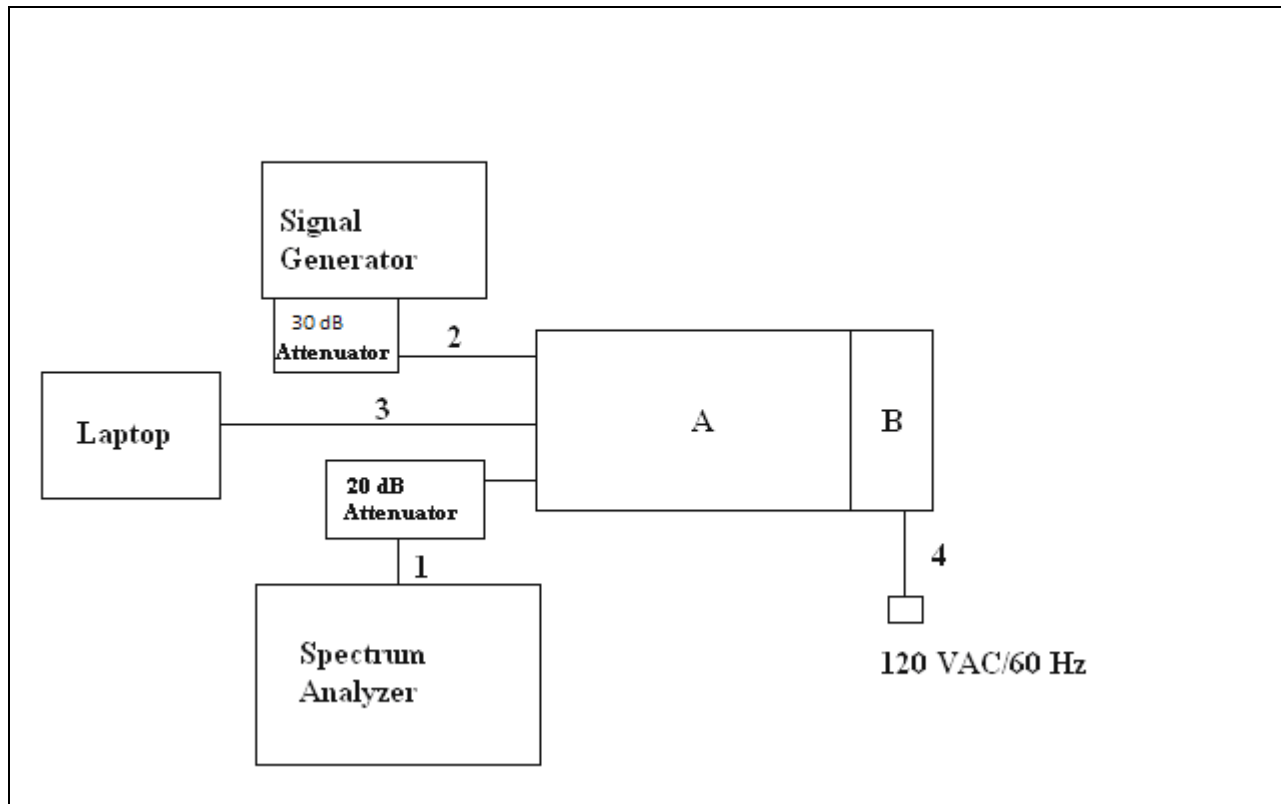 Signal
Generator
30 dB
Attenuator
2
3
Laptop
A
B
20 dB
Attenuator
1
4
Spectrum
Analyzer
120 VAC/60 Hz